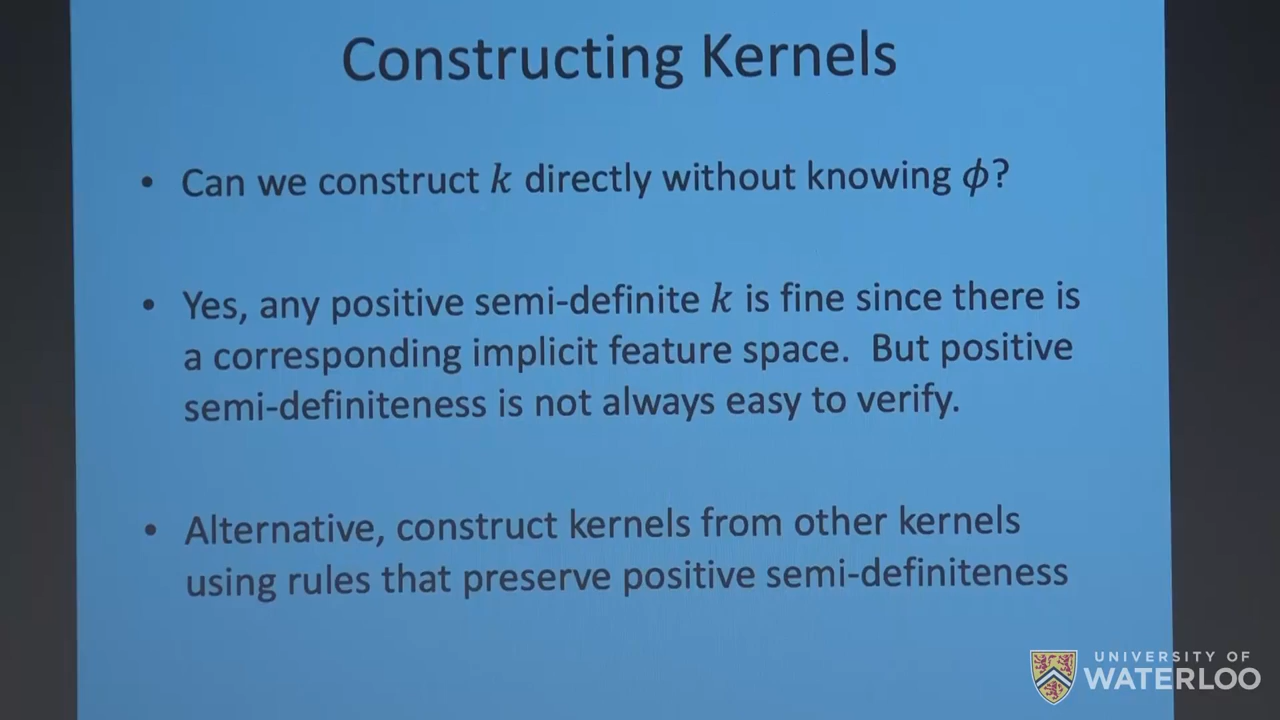 Constructing Kernels
• Can we construct k directly without knowing ϕ?
• Yes, any positive semi-definite k is fine since there is
a corresponding implicit feature space. But positive
semi-definiteness is not always easy to verify.
• Alternative, construct kernels from other kernels
using rules that preserve positive semi-definiteness
UNIVERSITY OF
WATERLOO